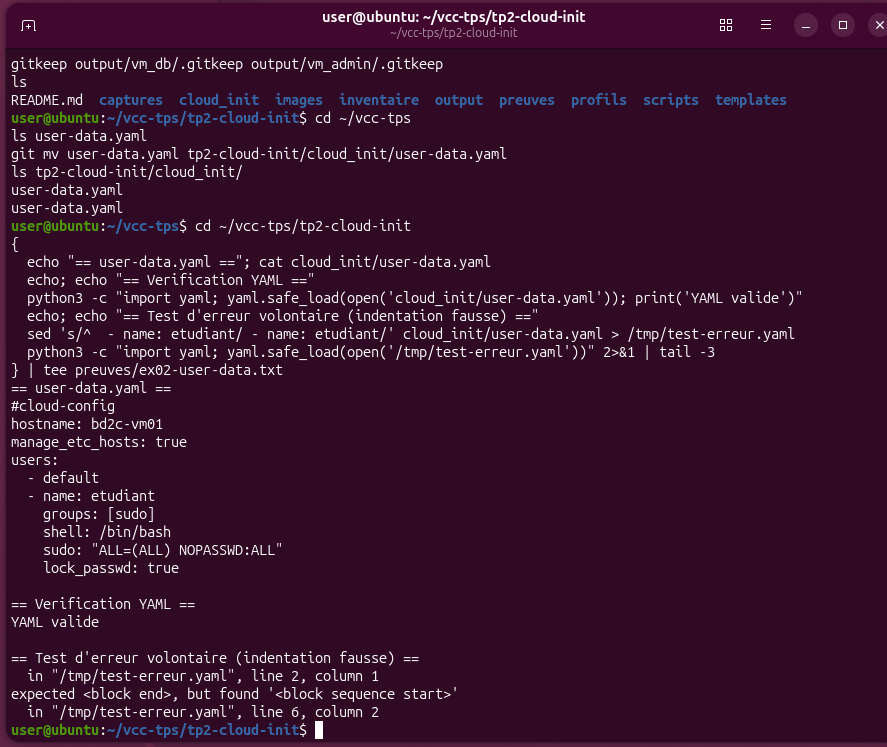 user@ubuntu: ~/vcc-tps/tp2-cloud-init
~/vcc-tps/tp2-cloud-init
gitkeep output/vm_db/.gitkeep output/vm_admin/.gitkeep
ls
README.md  captures  cloud_init  images  inventaire  output  preuves  profils  scripts  templates
user@ubuntu:~/vcc-tps/tp2-cloud-init$ cd ~/vcc-tps
ls user-data.yaml
git mv user-data.yaml tp2-cloud-init/cloud_init/user-data.yaml
ls tp2-cloud-init/cloud_init/
user-data.yaml
user-data.yaml
user@ubuntu:~/vcc-tps$ cd ~/vcc-tps/tp2-cloud-init
{
  echo "== user-data.yaml =="; cat cloud_init/user-data.yaml
  echo; echo "== Verification YAML =="
  python3 -c "import yaml; yaml.safe_load(open('cloud_init/user-data.yaml')); print('YAML valide')"
  echo; echo "== Test d'erreur volontaire (indentation fausse) =="
  sed 's/^  - name: etudiant/ - name: etudiant/' cloud_init/user-data.yaml > /tmp/test-erreur.yaml
  python3 -c "import yaml; yaml.safe_load(open('/tmp/test-erreur.yaml'))" 2>&1 | tail -3
} | tee preuves/ex02-user-data.txt
== user-data.yaml ==
#cloud-config
hostname: bd2c-vm01
manage_etc_hosts: true
users:
  - default
  - name: etudiant
    groups: [sudo]
    shell: /bin/bash
    sudo: "ALL=(ALL) NOPASSWD:ALL"
    lock_passwd: true

== Verification YAML ==
YAML valide

== Test d'erreur volontaire (indentation fausse) ==
  in "/tmp/test-erreur.yaml", line 2, column 1
expected <block end>, but found '<block sequence start>'
  in "/tmp/test-erreur.yaml", line 6, column 2
user@ubuntu:~/vcc-tps/tp2-cloud-init$